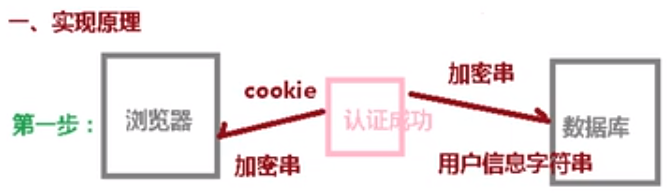 一、实现原理
cookie
加密串
第一步：
浏览器
认证成功
数据库
加密串
用户信息字符串